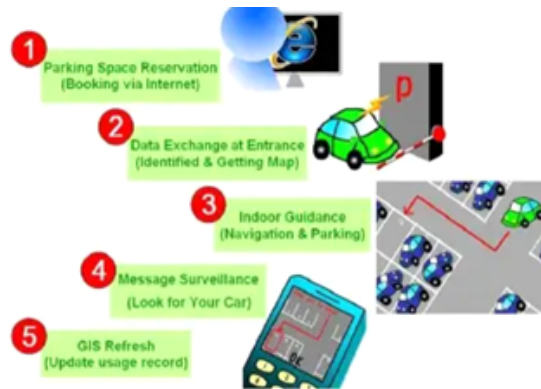 1
Parking Space Reservation
(Booking via Internet)
e
p
2
Data Exchange at Entrance
(Identified & Getting Map)
3
Indoor Guidance
(Navigation & Parking)
4
Message Surveillance
(Look for Your Car)
5
GIS Refresh
(Update usage record)
OK